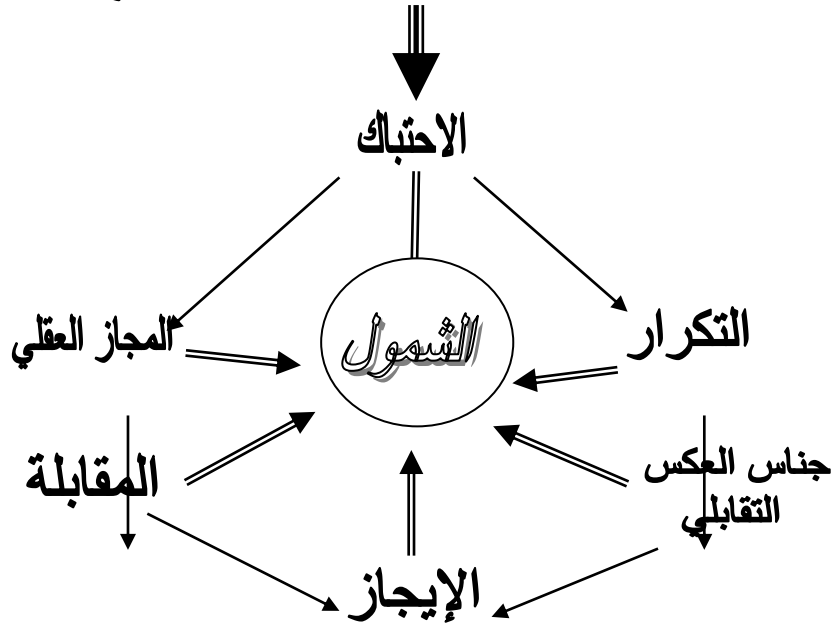 الاحتباك
التكرار
الشمول
المجاز العقلي
جناس العكس
التقابلي
المقابلة
الإيجاز